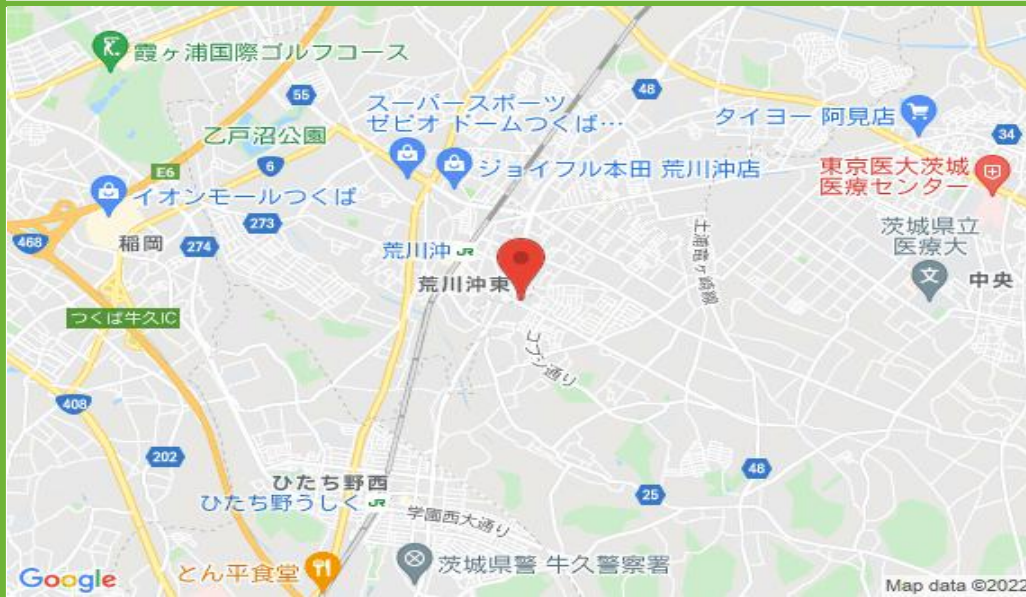 霞ヶ浦国際ゴルフコース
48
55
スーパースポーツ
ゼビオ ドームつくば…
タイヨー 阿見店
34
乙戸沼公園
6
E6
ジョイフル本田 荒川沖店
東京医大茨城
医療センター
イオンモールつくば
273
468
稲岡
274
荒川沖 JR
土浦竜ヶ崎線
茨城県立
医療大
荒川沖東
中央
つくば牛久IC
コブシ通り
408
202
48
ひたち野西
25
ひたち野うしく JR
学園西大通り
とん平食堂
茨城県警 牛久警察署
Google
Map data ©2022